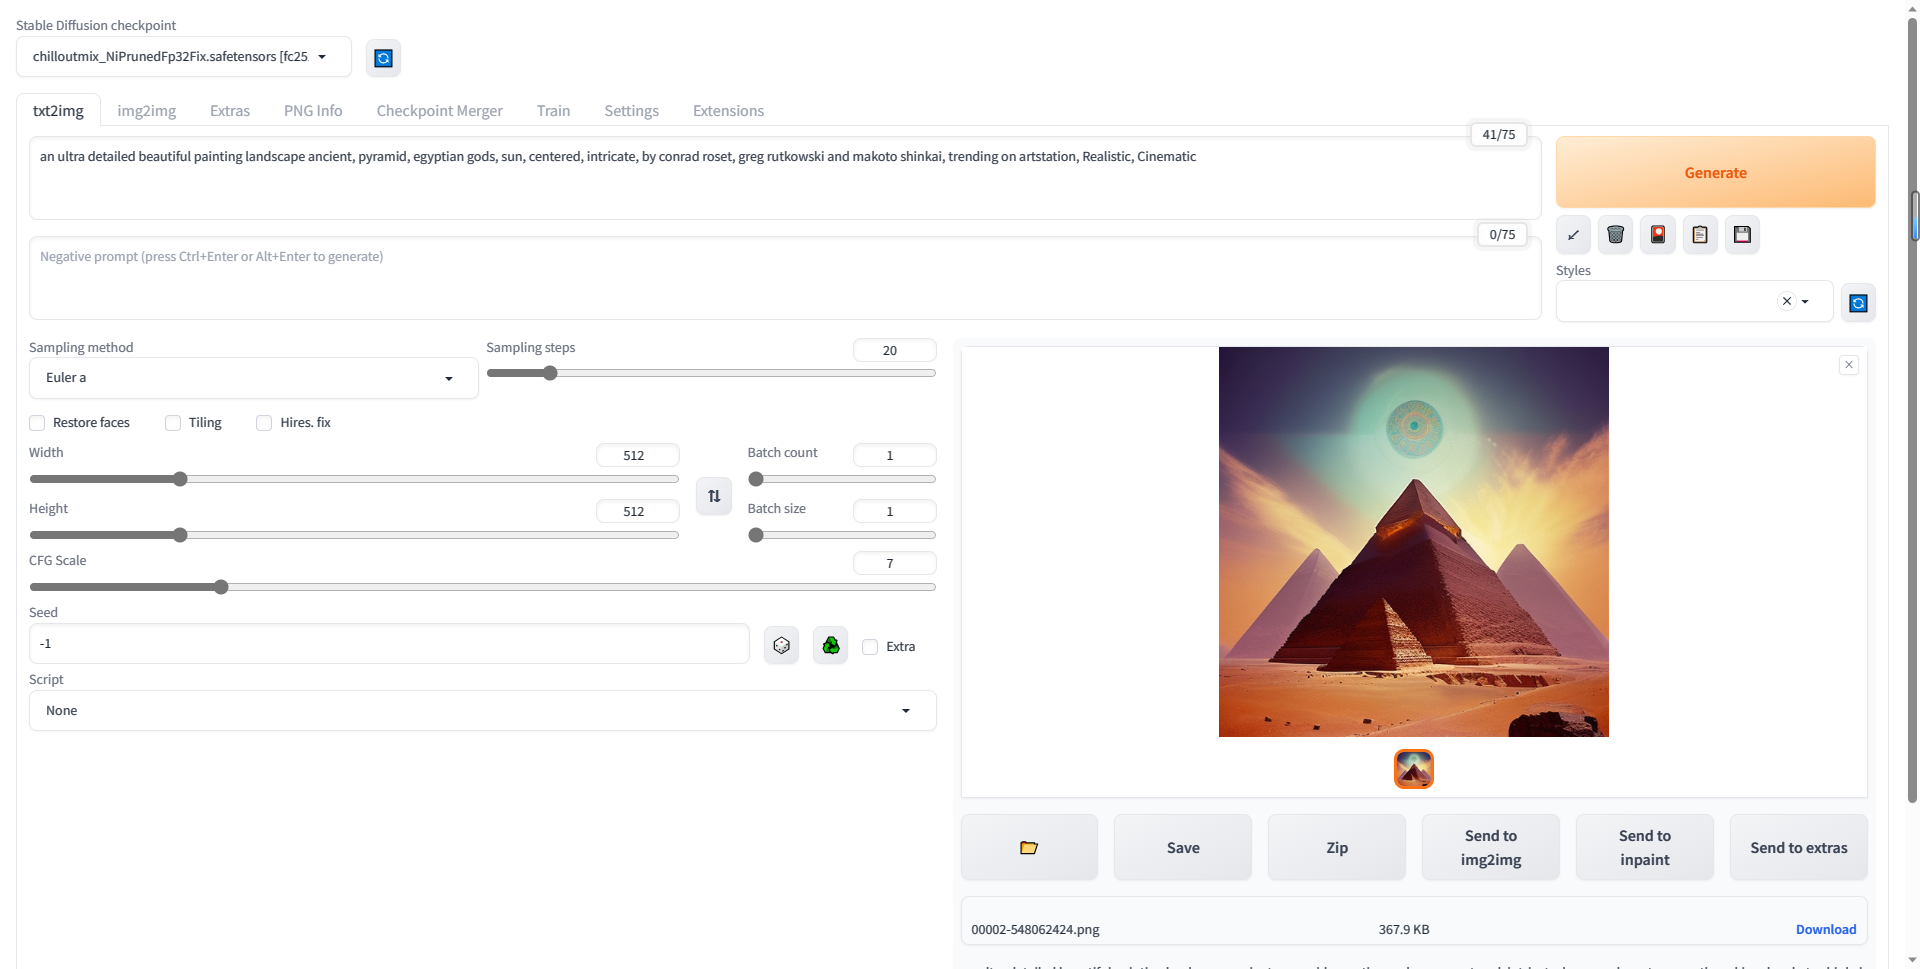 Stable Diffusion checkpoint
chilloutmix_NiPrunedFp32Fix.safetensors [fc25
txt2img img2img Extras PNG Info Checkpoint Merger Train Settings Extensions
41/75
an ultra detailed beautiful painting landscape ancient, pyramid, egyptian gods, sun, centered, intricate, by conrad roset, greg rutkowski and makoto shinkai, trending on artstation, Realistic, Cinematic
Generate
0/75
Negative prompt (press Ctrl+Enter or Alt+Enter to generate)
Styles
Sampling method
Euler a
Sampling steps
20
Restore faces Tiling Hires. fix
Width
512
Batch count
1
Height
512
Batch size
1
CFG Scale
7
Seed
-1
Extra
Script
None
Save
Zip
Send to
img2img
Send to
inpaint
Send to extras
00002-548062424.png 367.9 KB Download